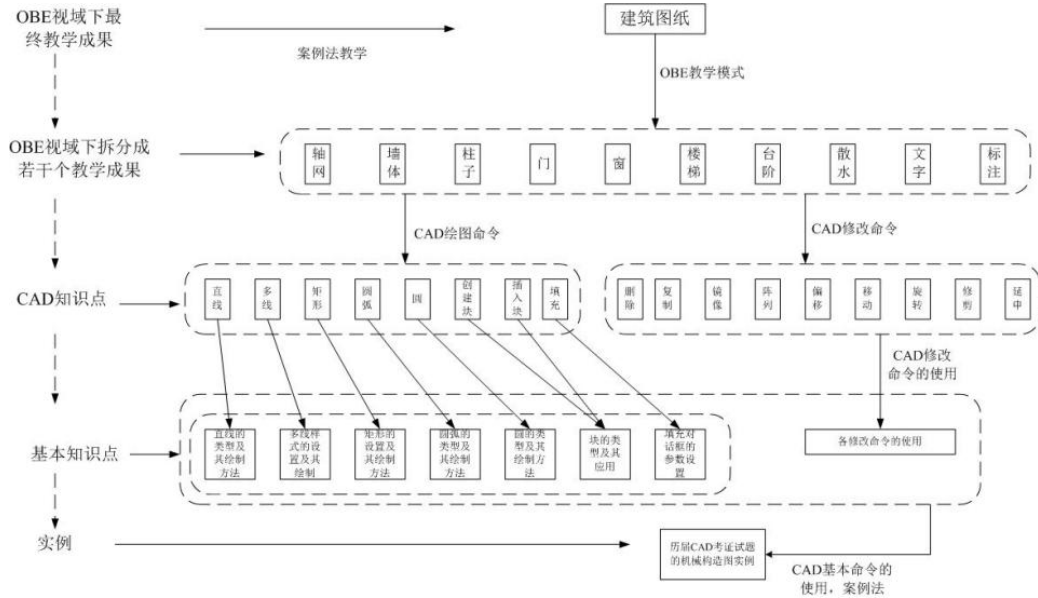 OBE视域下最
终教学成果
案例法教学
建筑图纸
OBE教学模式
OBE视域下拆分成
若干个教学成果
轴
网
墙
体
柱
子
门
窗
楼
梯
台
阶
散
水
文
字
标
注
CAD绘图命令
CAD修改命令
CAD知识点
直
线
多
线
矩
形
圆
弧
圆
创
建
块
插
入
块
填
充
删
除
复
制
镜
像
阵
列
偏
移
移
动
旋
转
修
剪
延
申
CAD修改
命令的使用
基本知识点
直线的
类型及
其绘制
方法
多线样
式的设
置及其
绘制
矩形的
设置及
其绘制
方法
圆弧的
类型及
其绘制
方法
圆的类
型及其
绘制方
法
块的类
型及其
应用
填充对
话框的
参数设
置
各修改命令的使用
实例
历届CAD考证试题
的机械构造图实例
CAD基本命令的
使用，案例法